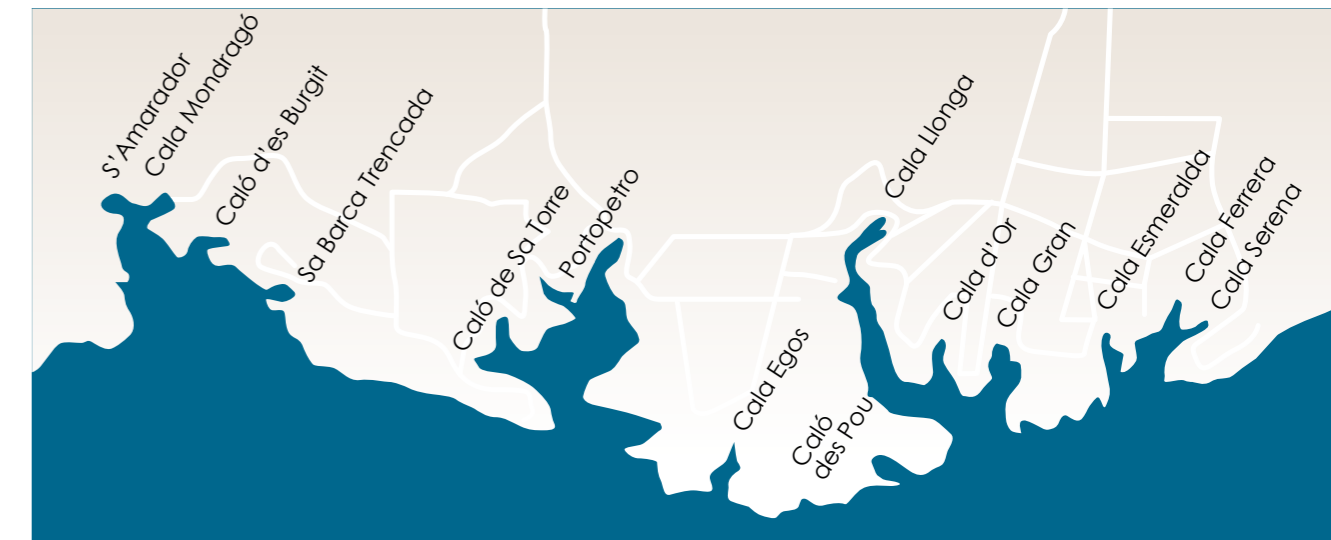 S'Amarador
Cala Mondragó
Caló d'es Burgit
Sa Barca Trencada
Caló de Sa Torre
Portopetro
Cala Egos
Caló
des Pou
Cala Llonga
Cala d'Or
Cala Gran
Cala Esmeralda
Cala Ferrera
Cala Serena